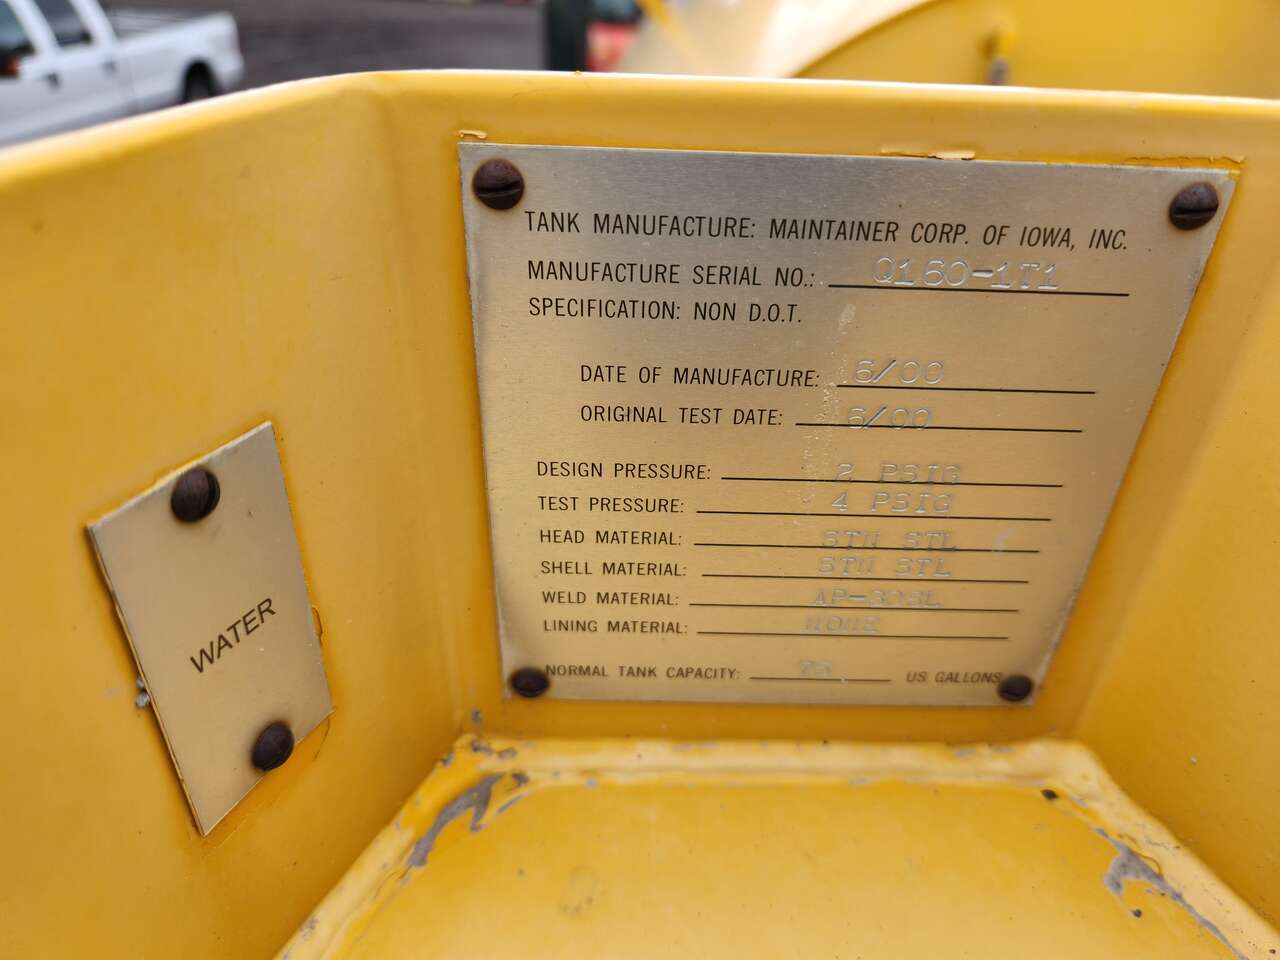 TANK MANUFACTURE: MAINTAINER CORP. OF IOWA, INC.
MANUFACTURE SERIAL NO.: Q160-1T1
SPECIFICATION: NON D.O.T.
DATE OF MANUFACTURE: 6/00
ORIGINAL TEST DATE: 6/00
DESIGN PRESSURE: 2 PSIG
TEST PRESSURE: 4 PSIG
HEAD MATERIAL: STN STL
SHELL MATERIAL: STN STL
WELD MATERIAL: AP-308L
LINING MATERIAL: NONE
NORMAL TANK CAPACITY: US GALLONS
WATER